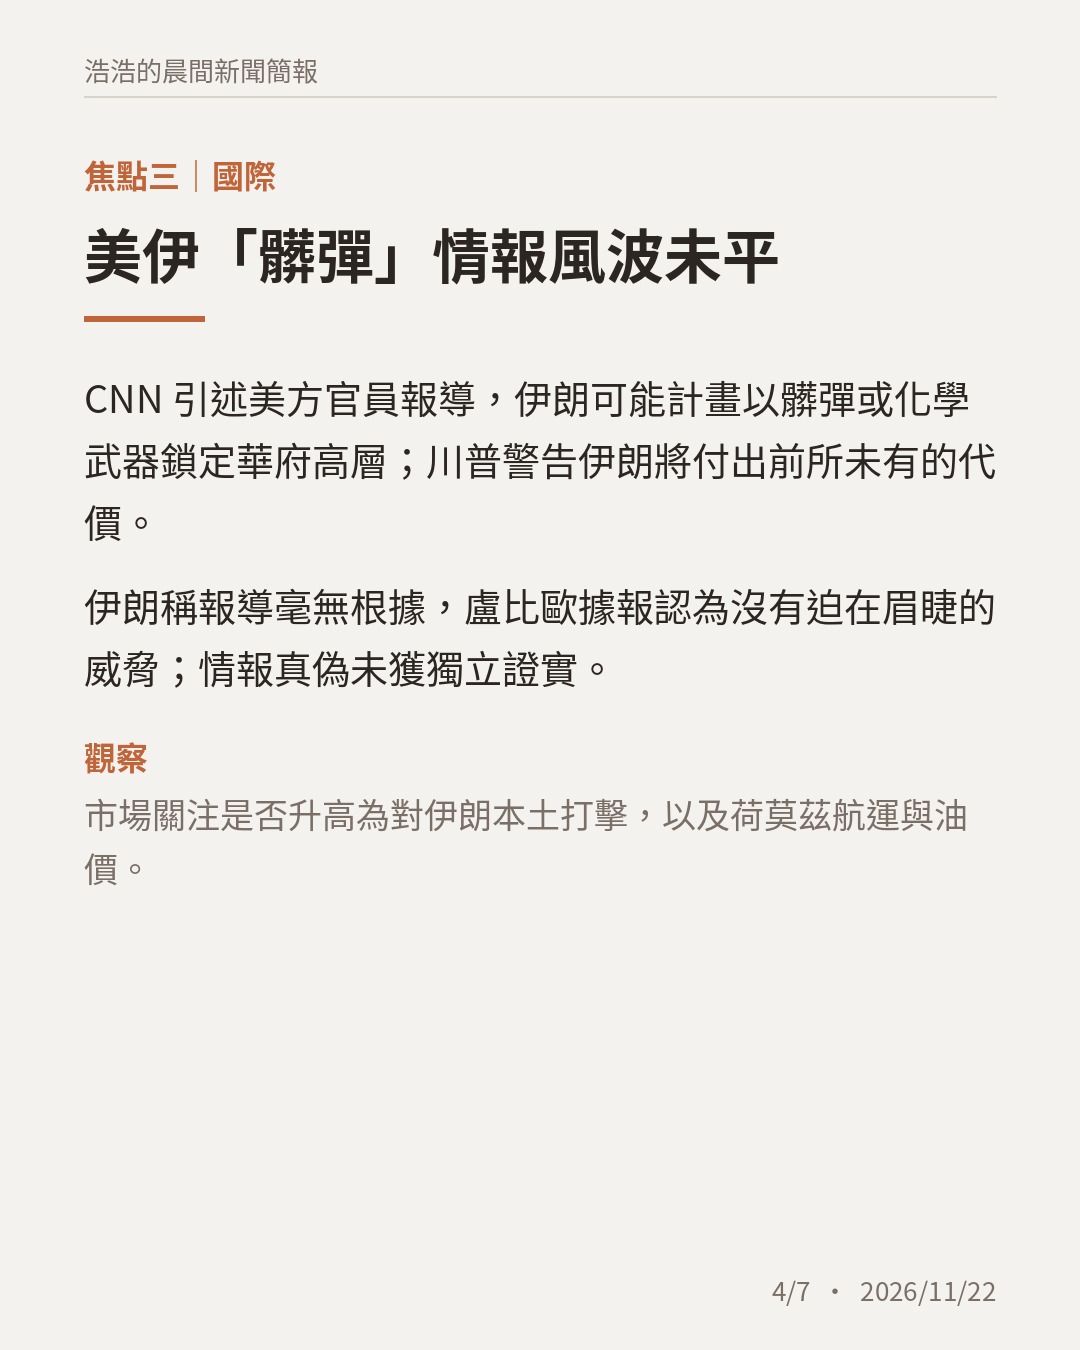 浩浩的晨間新聞簡報
焦點三｜國際
美伊「髒彈」情報風波未平
CNN 引述美方官員報導，伊朗可能計畫以髒彈或化學
武器鎖定華府高層；川普警告伊朗將付出前所未有的代
價。
伊朗稱報導毫無根據，盧比歐據報認為沒有迫在眉睫的
威脅；情報真偽未獲獨立證實。
觀察
市場關注是否升高為對伊朗本土打擊，以及荷莫茲航運與油
價。
4/7 ・ 2026/11/22